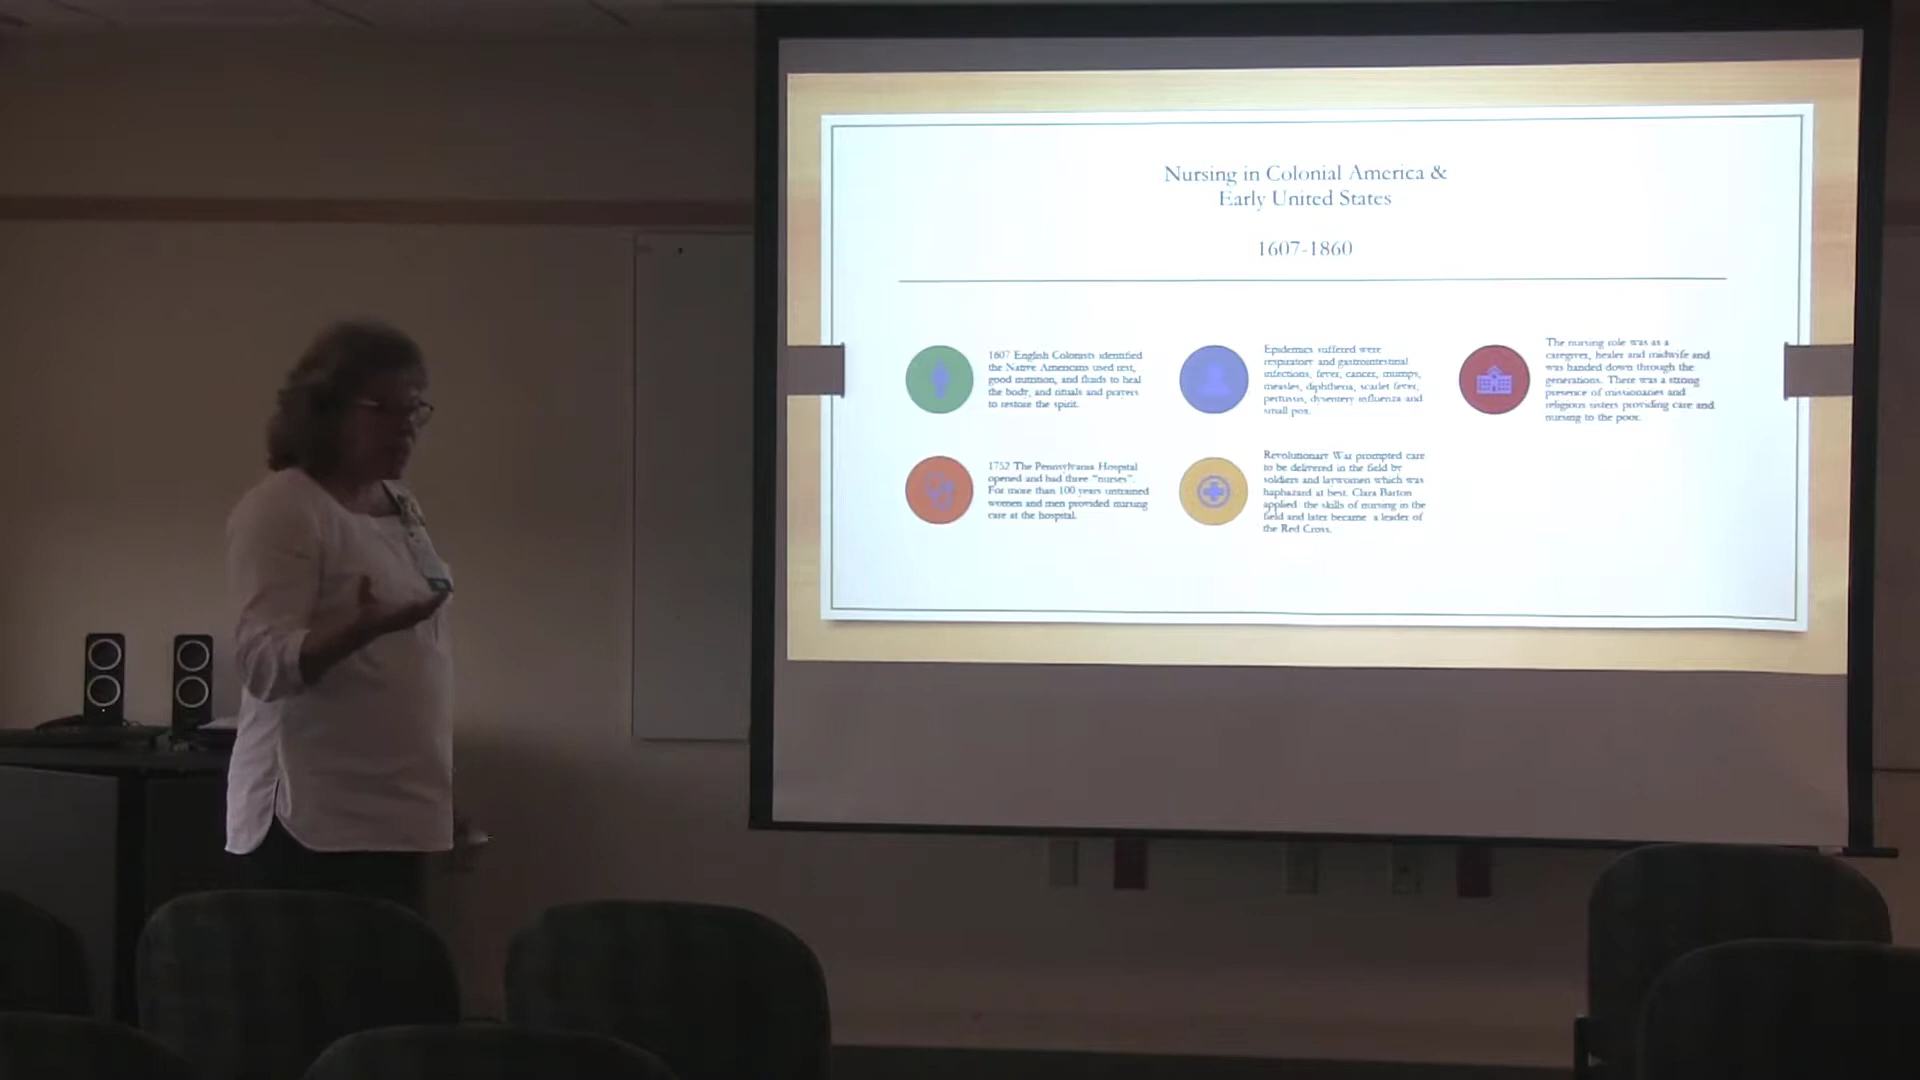 Nursing in Colonial America &
Early United States
1607-1860
1607 English Colonists identified
the Native Americans used rest,
good nutrition, and fluids to heal
the body, and rituals and prayers
to restore the spirit.
Epidemics suffered were
respiratory and gastrointestinal
infections, fever, cancer, mumps,
measles, diphtheria, scarlet fever,
pertussis, dysentery influenza and
small pox.
The nursing role was as a
caregiver, healer and midwife and
was handed down through the
generations. There was a strong
presence of missionaries and
religious sisters providing care and
nursing to the poor.
1752 The Pennsylvania Hospital
opened and had three "nurses".
For more than 100 years untrained
women and men provided nursing
care at the hospital.
Revolutionary War prompted care
to be delivered in the field by
soldiers and laywomen which was
haphazard at best. Clara Barton
applied the skills of nursing in the
field and later became a leader of
the Red Cross.